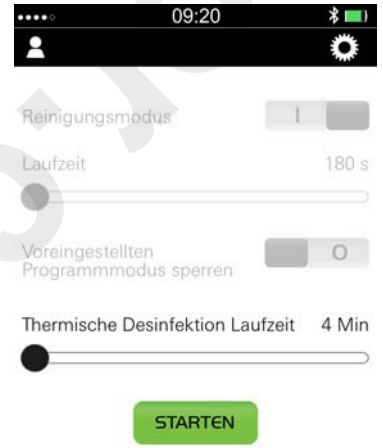 09:20
Reinigungsmodus I
Laufzeit 180 s
Voreingestellten
Programmmodus sperren O
Thermische Desinfektion Laufzeit 4 Min
STARTEN